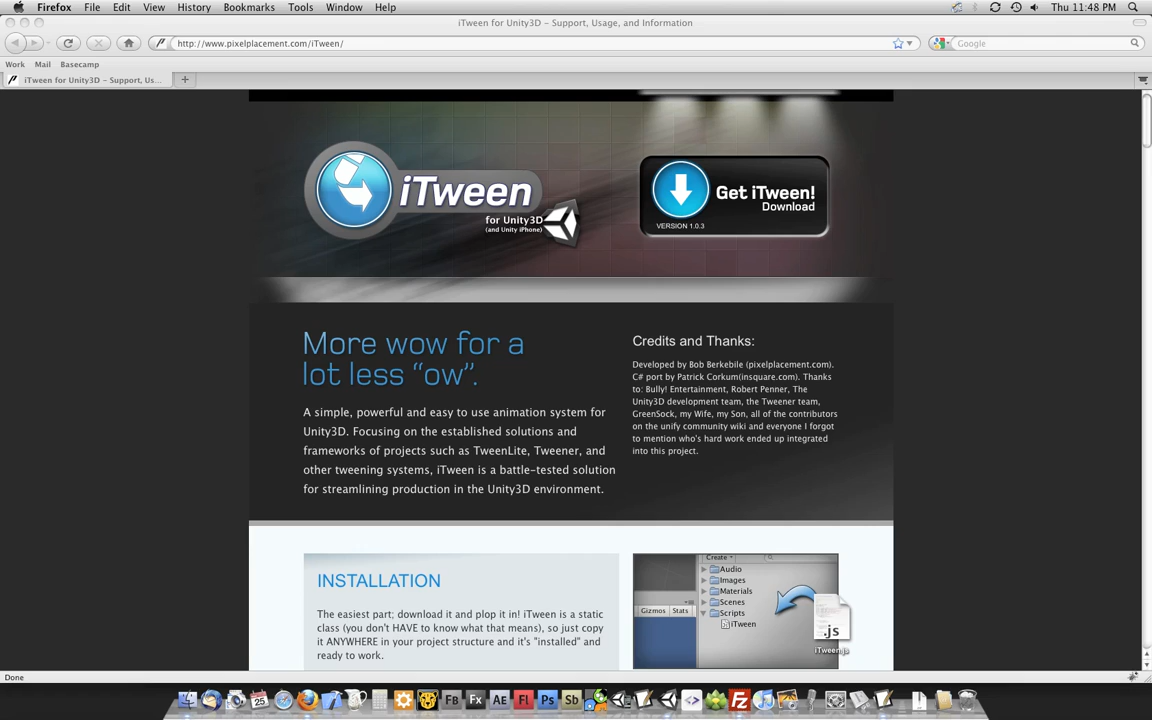 Firefox File Edit View History Bookmarks Tools Window Help Thu 11:48 PM
iTween for Unity3D – Support, Usage, and Information
http://www.pixelplacement.com/iTween/ Google
Work Mail Basecamp
iTween for Unity3D – Support, Us...
iTween
for Unity3D
(and Unity iPhone)
Get iTween!
Download
VERSION 1.0.3
More wow for a
lot less “ow”.
A simple, powerful and easy to use animation system for
Unity3D. Focusing on the established solutions and
frameworks of projects such as TweenLite, Tweener, and
other tweening systems, iTween is a battle-tested solution
for streamlining production in the Unity3D environment.
Credits and Thanks:
Developed by Bob Berkebile (pixelplacement.com).
C# port by Patrick Corkum(insquare.com). Thanks
to: Bully! Entertainment, Robert Penner, The
Unity3D development team, the Tweener team,
GreenSock, my Wife, my Son, all of the contributors
on the unify community wiki and everyone I forgot
to mention who's hard work ended up integrated
into this project.
INSTALLATION
The easiest part; download it and plop it in! iTween is a static
class (you don't HAVE to know what that means), so just copy
it ANYWHERE in your project structure and it's "installed" and
ready to work.
Create
Audio
Images
Materials
Scenes
Scripts
iTween
Gizmos Stats
.js
iTween.js
Done
25 Fb Fx AE Fl Ps Sb Fz